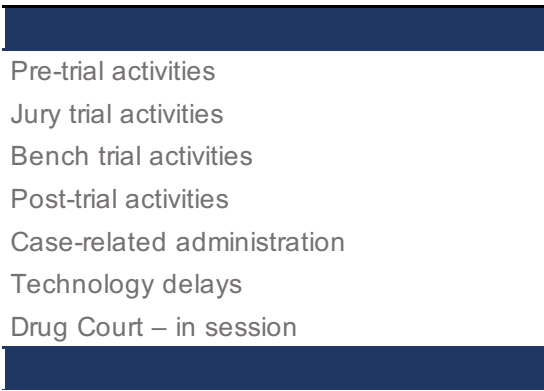 Pre-trial activities
Jury trial activities
Bench trial activities
Post-trial activities
Case-related administration
Technology delays
Drug Court – in session